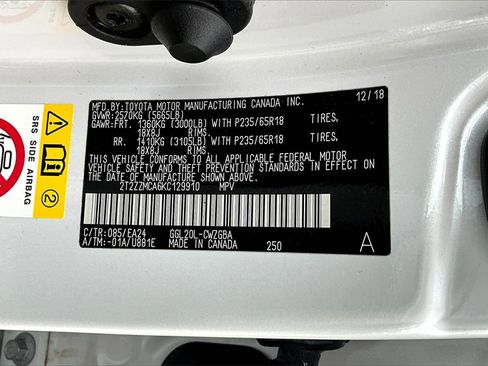 MFD. BY:TOYOTA MOTOR MANUFACTURING CANADA INC. 12/18
GVWR:2570KG (5665LB)
GAWR:FRT. 1360KG (3000LB) WITH P235/65R18 TIRES,
18X8J RIMS.
RR. 1410KG (3105LB) WITH P235/65R18 TIRES,
18X8J RIMS.
THIS VEHICLE CONFORMS TO ALL APPLICABLE FEDERAL MOTOR
VEHICLE SAFETY AND THEFT PREVENTION STANDARDS IN EFFECT ON
THE DATE OF MANUFACTURE SHOWN ABOVE.
2T2ZZMCA6KC129910 MPV
C/TR:085/EA24 GGL20L-CWZGBA
A/TM:-01A/U881E MADE IN CANADA 250 A
SRS SIDE AIRBAG
2